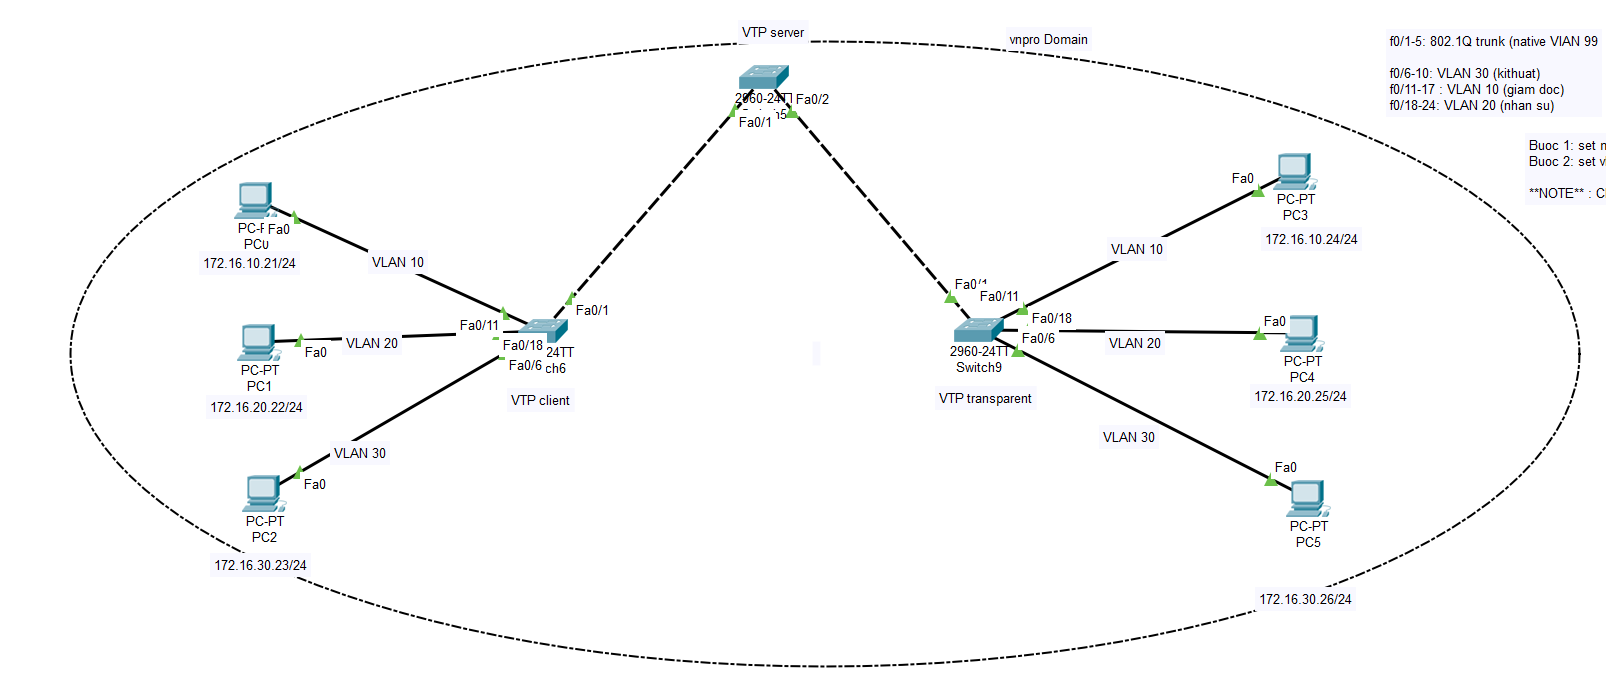 VTP server
vnpro Domain
f0/1-5: 802.1Q trunk (native VlAN 99
f0/6-10: VLAN 30 (kithuat)
f0/11-17 : VLAN 10 (giam doc)
f0/18-24: VLAN 20 (nhan su)
Buoc 1: set
Buoc 2: set
**NOTE** :
2960-24TT
Fa0/2
Fa0/1
Fa0
PC0
172.16.10.21/24
VLAN 10
Fa0
PC-PT
PC1
172.16.20.22/24
VLAN 20
Fa0
PC-PT
PC2
172.16.30.23/24
VLAN 30
Fa0/1
Fa0/11
Fa0/18
Fa0/6
24TT
ch6
VTP client
Fa0/1
Fa0/11
Fa0/18
Fa0/6
2960-24TT
Switch9
VTP transparent
Fa0
PC-PT
PC3
172.16.10.24/24
VLAN 10
Fa0
PC-PT
PC4
172.16.20.25/24
VLAN 20
Fa0
PC-PT
PC5
172.16.30.26/24
VLAN 30